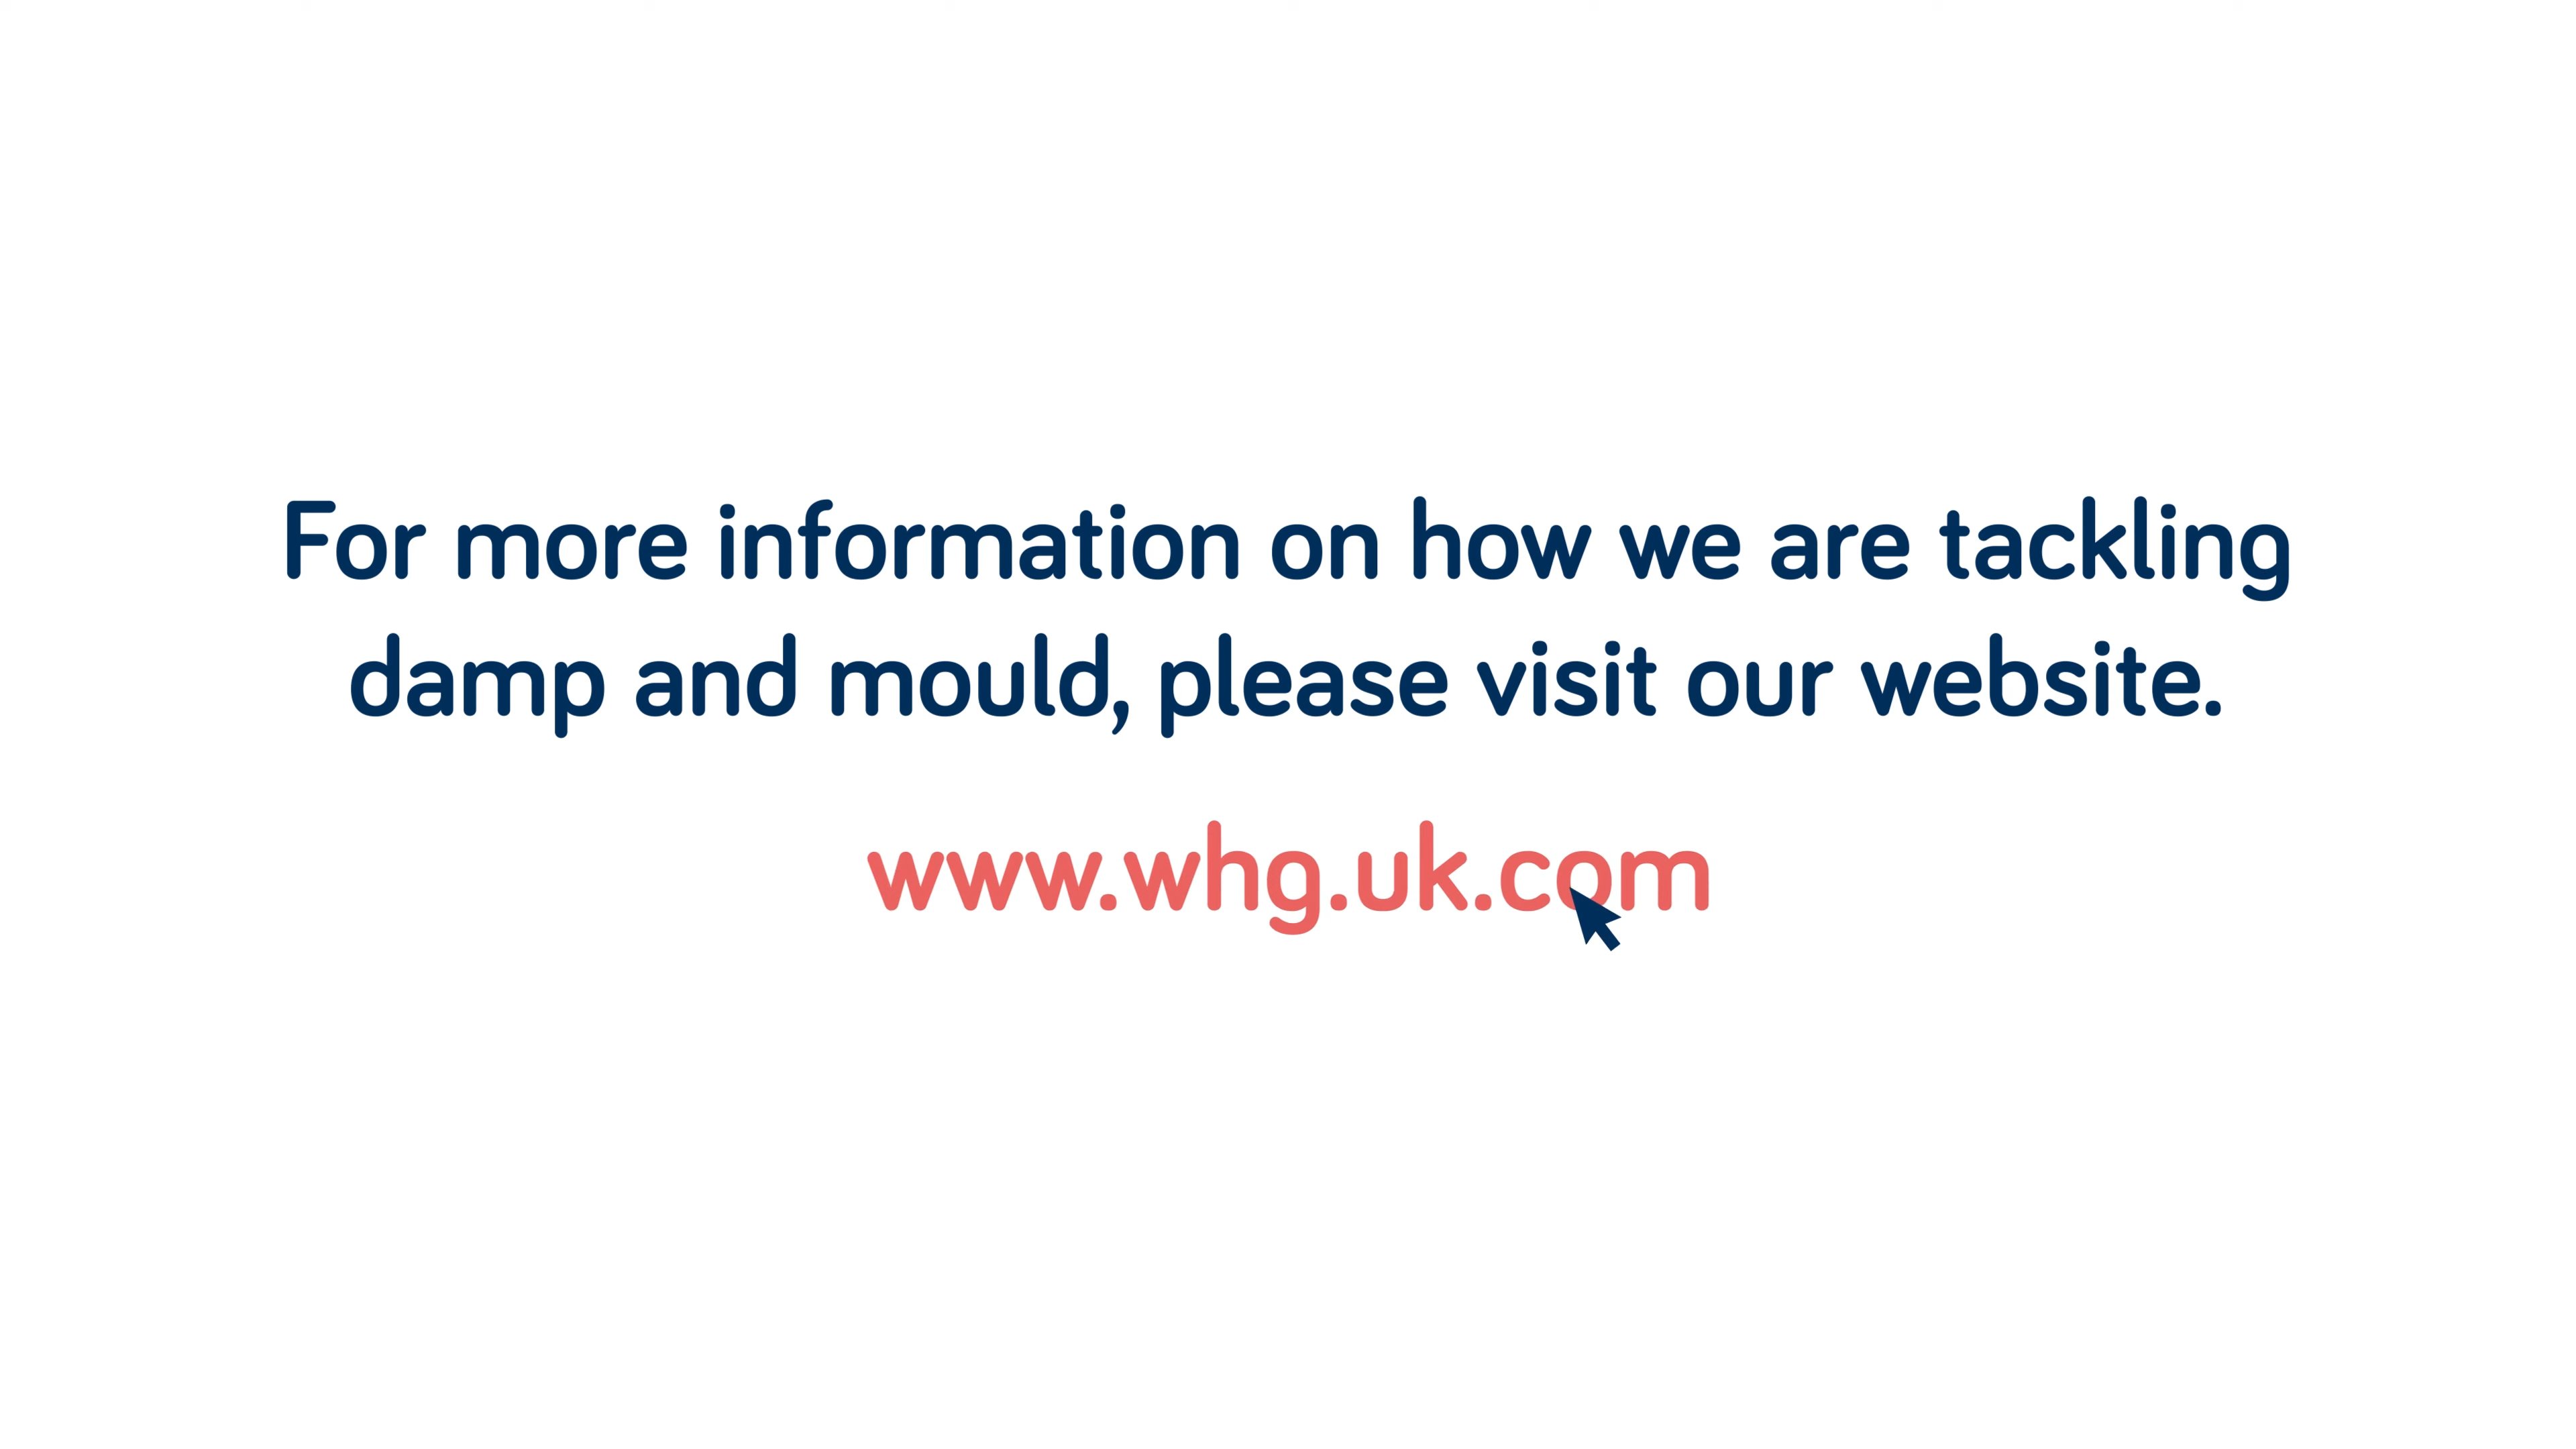 For more information on how we are tackling
damp and mould, please visit our website.
www.whg.uk.com